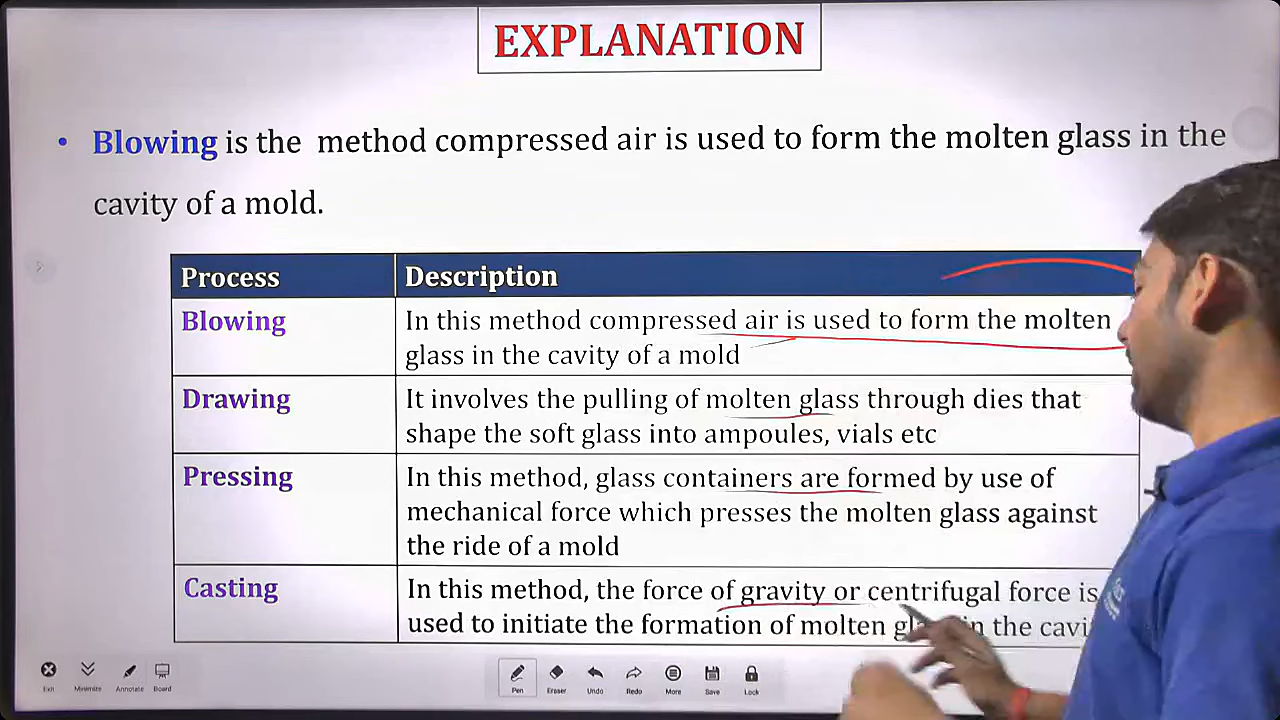 EXPLANATION
• Blowing is the method compressed air is used to form the molten glass in the
cavity of a mold.
Process Description
Blowing In this method compressed air is used to form the molten
glass in the cavity of a mold
Drawing It involves the pulling of molten glass through dies that
shape the soft glass into ampoules, vials etc
Pressing In this method, glass containers are formed by use of
mechanical force which presses the molten glass against
the ride of a mold
Casting In this method, the force of gravity or centrifugal force is
used to initiate the formation of molten in the
Exit Minimize Annotate Board Pen Eraser Undo Redo More Save Lock